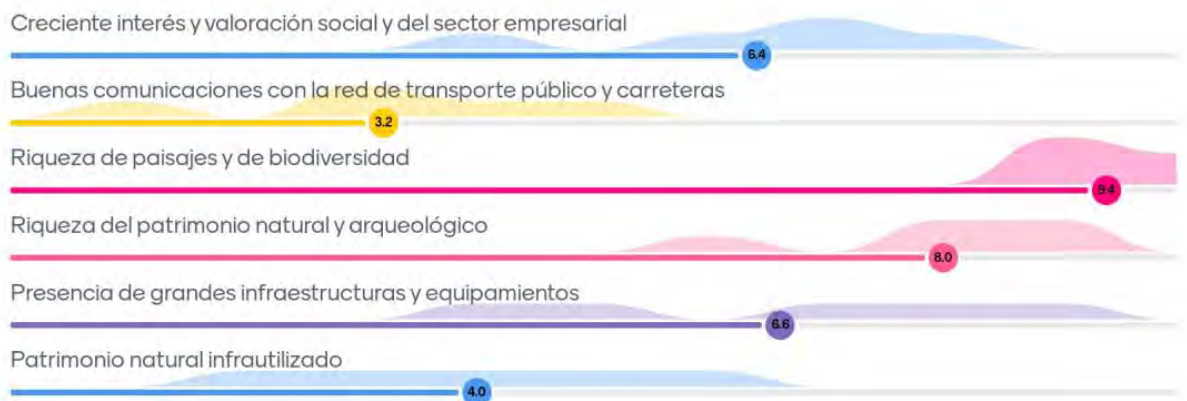 Creciente interés y valoración social y del sector empresarial
6.4
Buenas comunicaciones con la red de transporte público y carreteras
3.2
Riqueza de paisajes y de biodiversidad
9.4
Riqueza del patrimonio natural y arqueológico
8.0
Presencia de grandes infraestructuras y equipamientos
6.6
Patrimonio natural infrautilizado
4.0